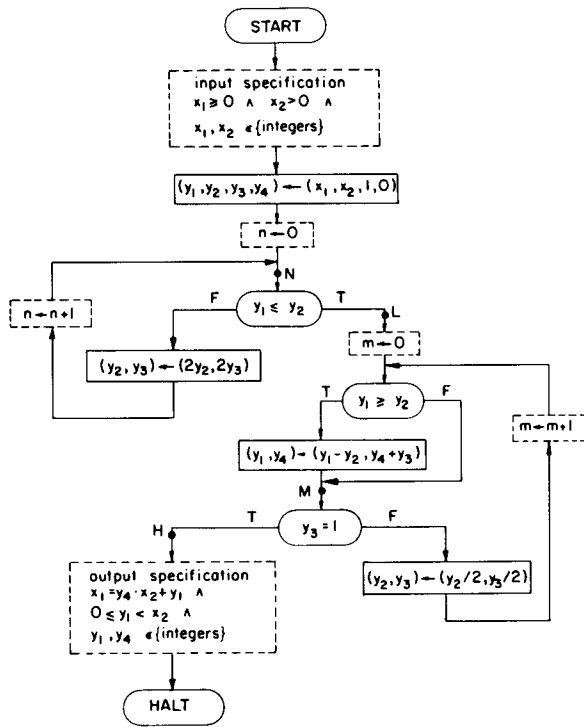 START
input specification
x₁ ≥ 0 ∧ x₂ > 0 ∧
x₁ , x₂ ϵ {integers}
(y₁ , y₂ , y₃ , y₄) ← (x₁ , x₂ , 1 , 0)
n ← 0
N
F
y₁ ≤ y₂
T
n ← n+1
L
m ← 0
(y₂ , y₃) ← (2y₂ , 2y₃)
T
y₁ ≥ y₂
F
m ← m+1
(y₁ , y₄) ← (y₁ − y₂ , y₄ + y₃)
M
H
T
y₃ = 1
F
output specification
x₁ = y₄ · x₂ + y₁ ∧
0 ≤ y₁ < x₂ ∧
y₁ , y₄ ϵ {integers}
(y₂ , y₃) ← (y₂/2 , y₃/2)
HALT